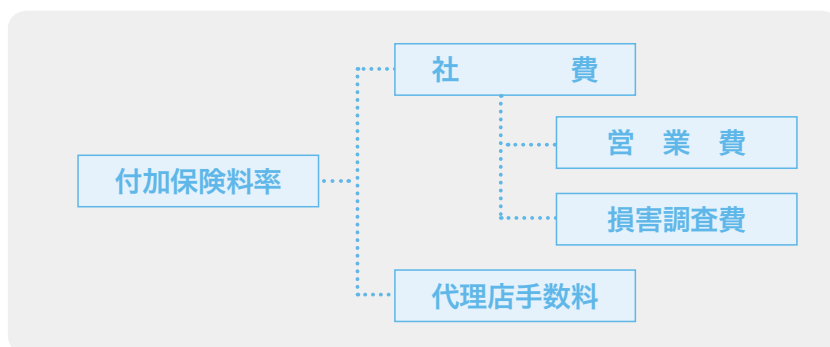 社　　　　費
営　業　費
付加保険料率
損害調査費
代理店手数料